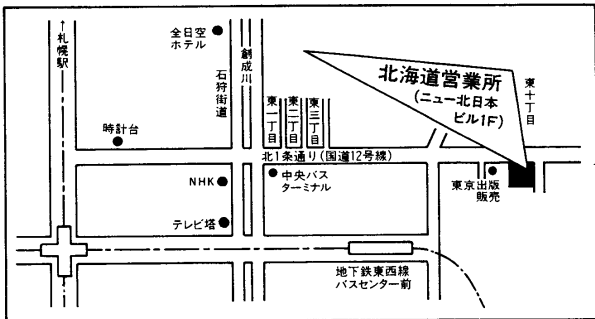 ↑札幌駅
全日空
ホテル
石狩街道
創成川
北海道営業所
(ニュー北日本
ビル1F)
東十丁目
時計台
東一丁目
東二丁目
東三丁目
北1条通り(国道12号線)
NHK
中央バス
ターミナル
東京出版
販売
テレビ塔
地下鉄東西線
バスセンター前